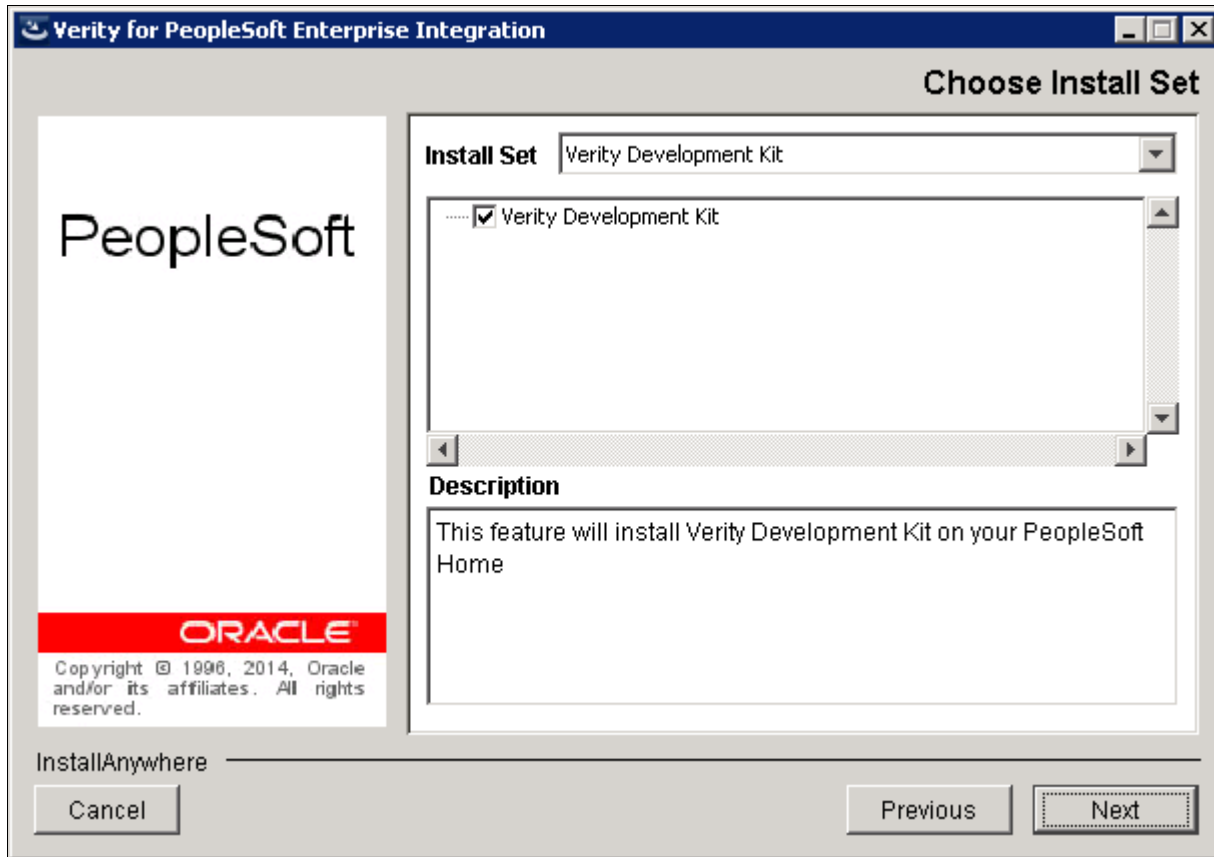 Verity for PeopleSoft Enterprise Integration
Choose Install Set
PeopleSoft
ORACLE
Copyright © 1996, 2014, Oracle
and/or its affiliates. All rights
reserved.
Install Set Verity Development Kit
Verity Development Kit
Description
This feature will install Verity Development Kit on your PeopleSoft
Home
InstallAnywhere
Cancel Previous Next